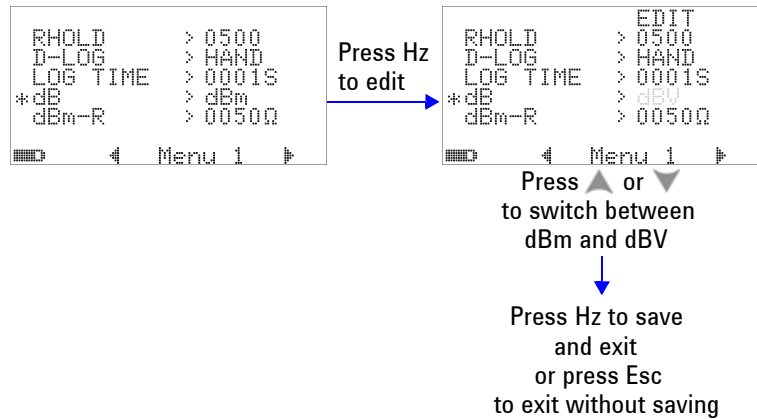 RHOLD > 0500
D-LOG > HAND
LOG TIME > 0001S
*dB > dBm
dBm-R > 0050Ω
Menu 1
Press Hz
to edit
EDIT
RHOLD > 0500
D-LOG > HAND
LOG TIME > 0001S
*dB > dBV
dBm-R > 0050Ω
Menu 1
Press or
to switch between
dBm and dBV
Press Hz to save
and exit
or press Esc
to exit without saving